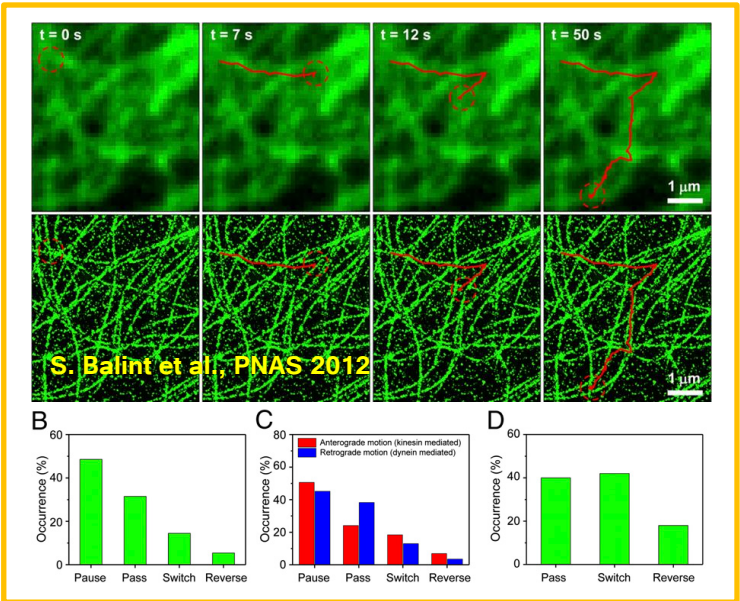 t = 0 s
t = 7 s
t = 12 s
t = 50 s
1 μm
S. Balint et al., PNAS 2012
1 μm
B
60
40
20
0
Occurrence (%)
Pause
Pass
Switch
Reverse
C
80
60
40
20
0
Occurrence (%)
Anterograde motion (kinesin mediated)
Retrograde motion (dynein mediated)
Pause
Pass
Switch
Reverse
D
60
40
20
0
Occurrence (%)
Pass
Switch
Reverse